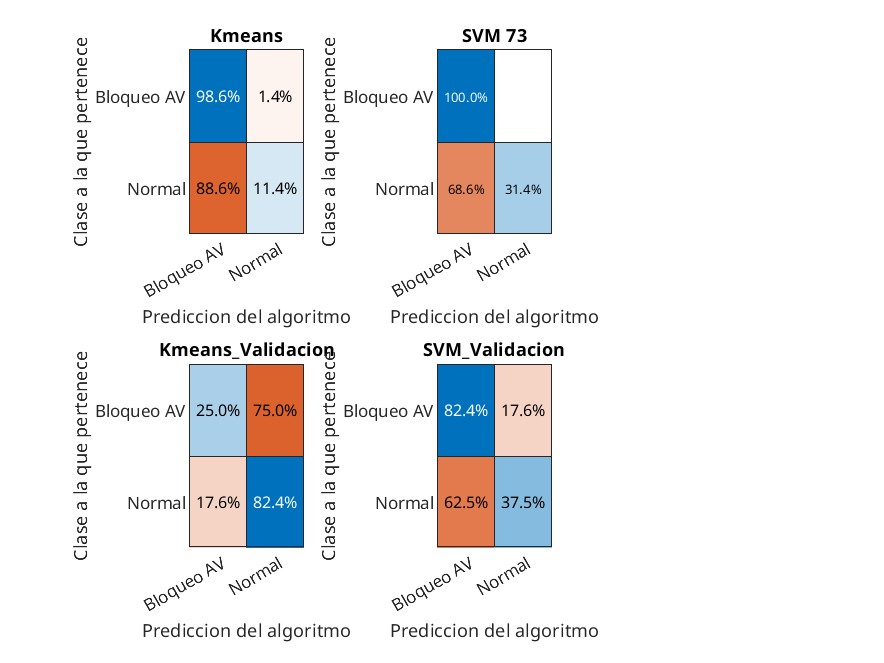 Kmeans
Clase a la que pertenece
Bloqueo AV 98.6% 1.4%
Normal 88.6% 11.4%
Bloqueo AV Normal
Prediccion del algoritmo
SVM 73
Clase a la que pertenece
Bloqueo AV 100.0%
Normal 68.6% 31.4%
Bloqueo AV Normal
Prediccion del algoritmo
Kmeans_Validacion
Clase a la que pertenece
Bloqueo AV 25.0% 75.0%
Normal 17.6% 82.4%
Bloqueo AV Normal
Prediccion del algoritmo
SVM_Validacion
Clase a la que pertenece
Bloqueo AV 82.4% 17.6%
Normal 62.5% 37.5%
Bloqueo AV Normal
Prediccion del algoritmo